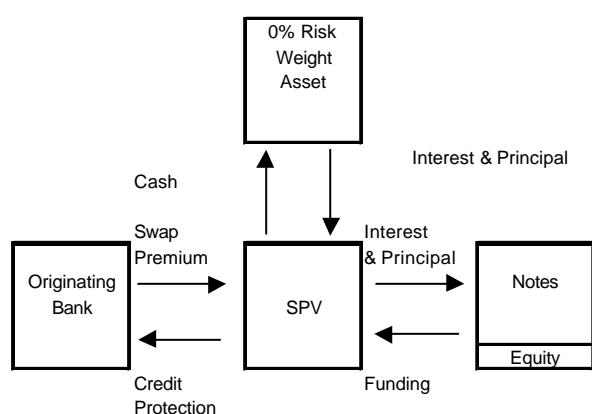 0% Risk
Weight
Asset
Interest & Principal
Cash
Swap
Premium
Interest
& Principal
Originating
Bank
SPV
Notes
Equity
Credit
Protection
Funding